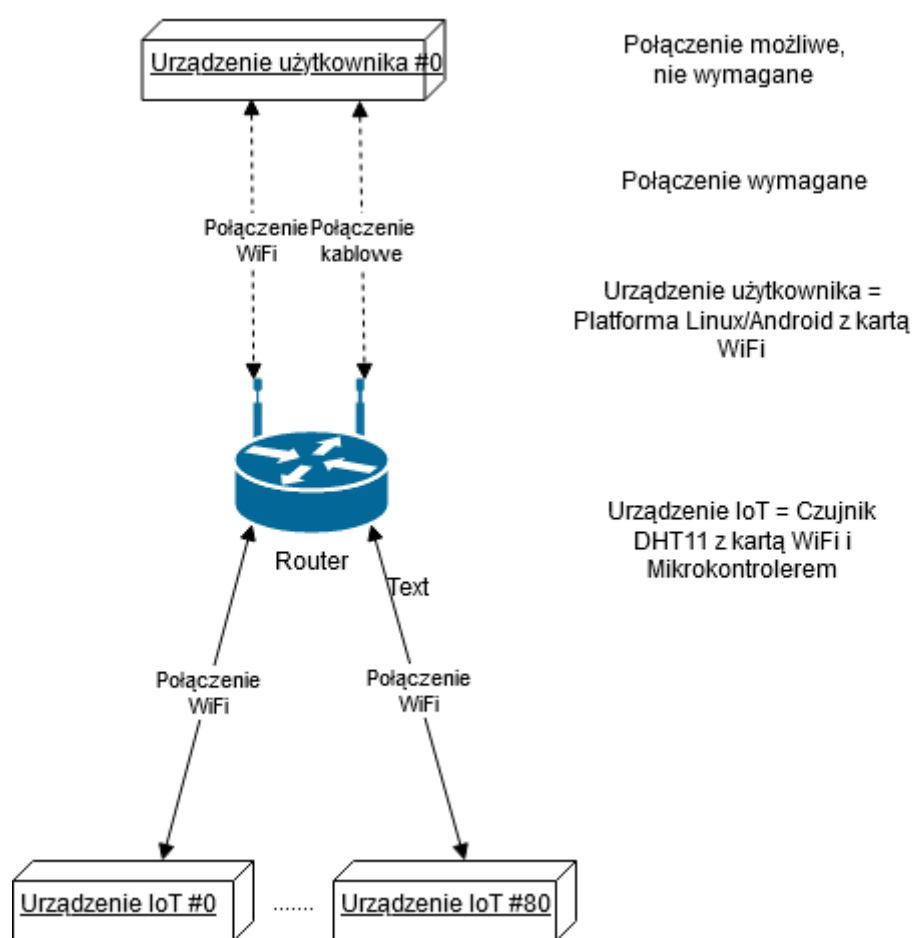 Urządzenie użytkownika #0
Połączenie możliwe,
nie wymagane
Połączenie wymagane
Połączenie
WiFi
Połączenie
kablowe
Urządzenie użytkownika =
Platforma Linux/Android z kartą
WiFi
Router
Text
Urządzenie IoT = Czujnik
DHT11 z kartą WiFi i
Mikrokontrolerem
Połączenie
WiFi
Połączenie
WiFi
Urządzenie IoT #0
.......
Urządzenie IoT #80